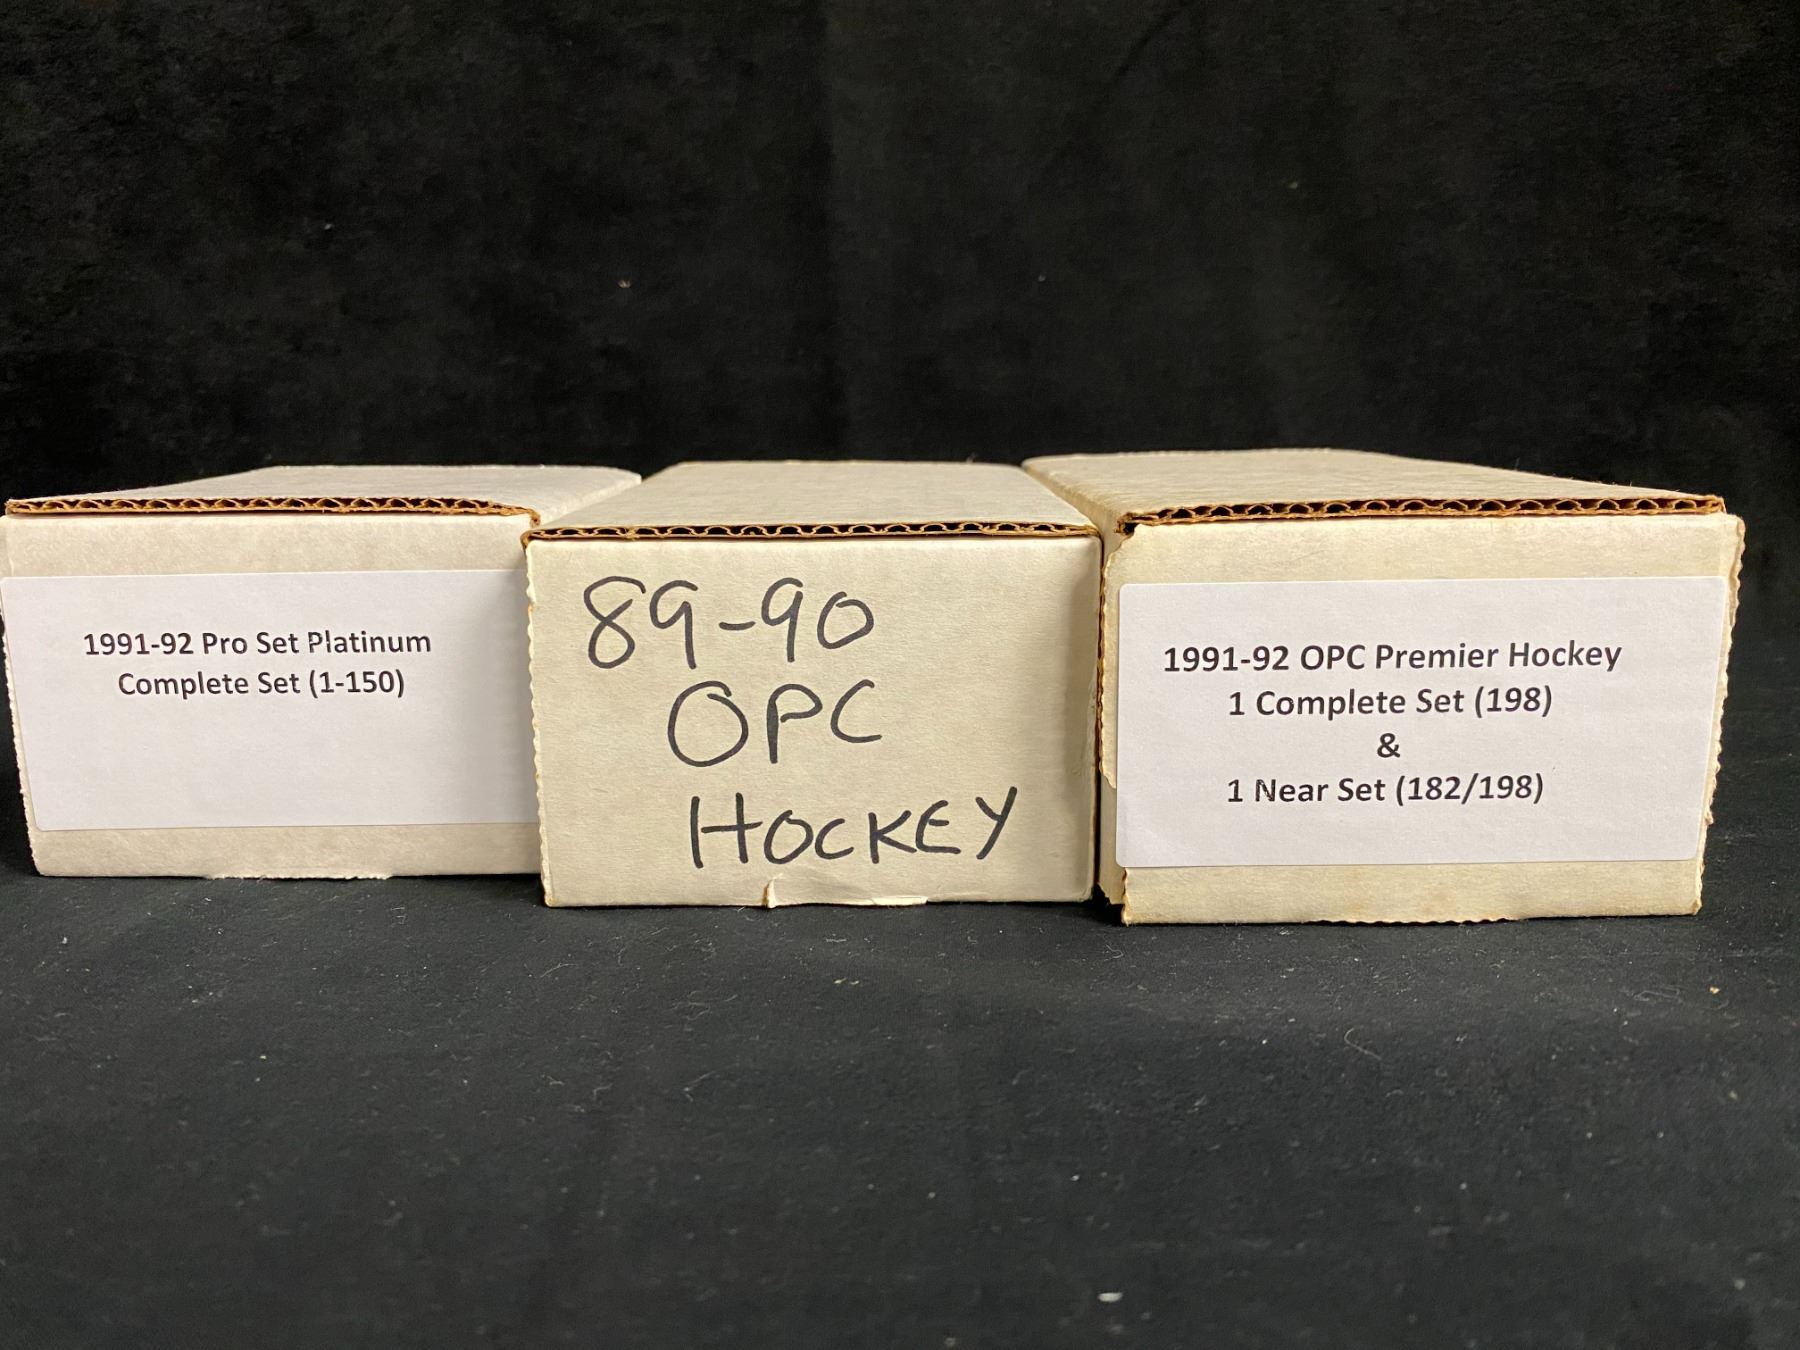 1991-92 Pro Set Platinum
Complete Set (1-150)
89-90
OPC
HOCKEY
1991-92 OPC Premier Hockey
1 Complete Set (198)
&
1 Near Set (182/198)